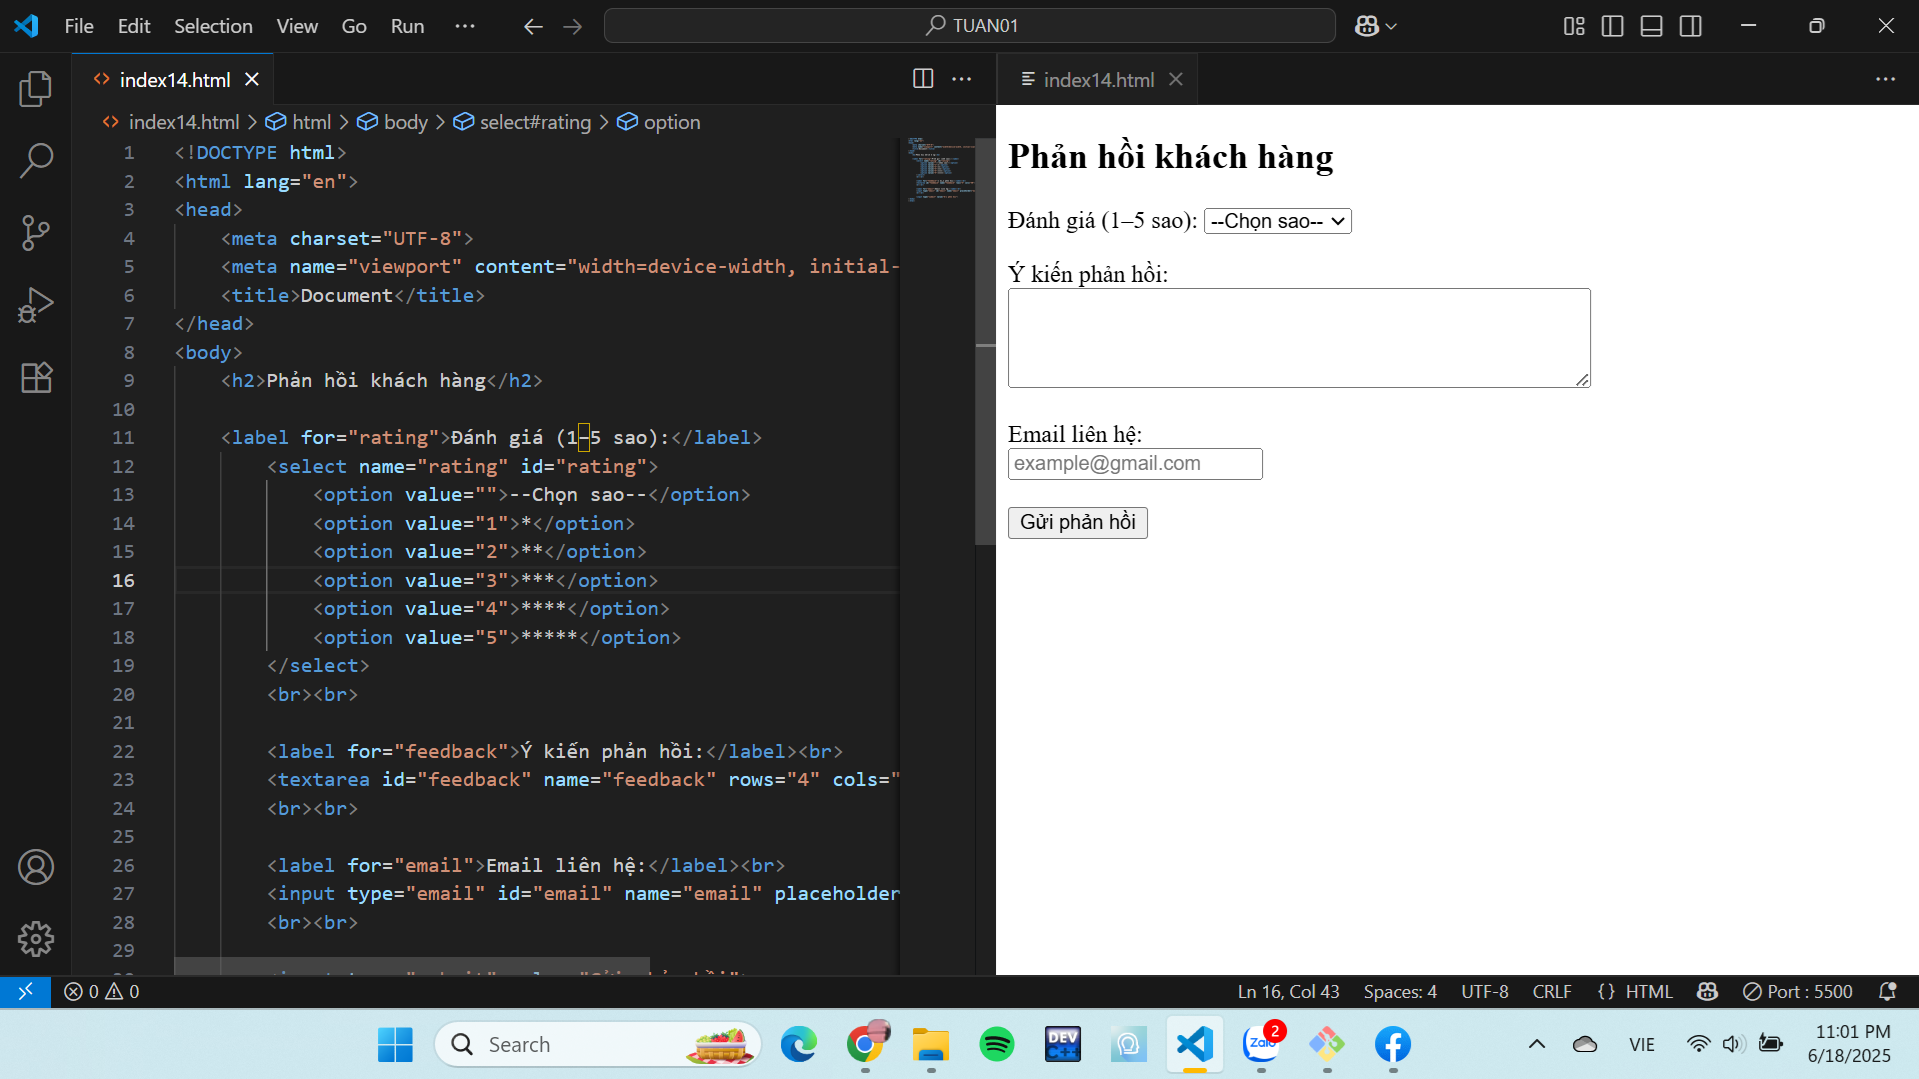 File Edit Selection View Go Run ··· TUAN01
index14.html
index14.html
index14.html > html > body > select#rating > option
1 <!DOCTYPE html>
2 <html lang="en">
3 <head>
4 <meta charset="UTF-8">
5 <meta name="viewport" content="width=device-width, initial-
6 <title>Document</title>
7 </head>
8 <body>
9 <h2>Phản hồi khách hàng</h2>
10
11 <label for="rating">Đánh giá (1–5 sao):</label>
12 <select name="rating" id="rating">
13 <option value="">--Chọn sao--</option>
14 <option value="1">*</option>
15 <option value="2">**</option>
16 <option value="3">***</option>
17 <option value="4">****</option>
18 <option value="5">*****</option>
19 </select>
20 <br><br>
21
22 <label for="feedback">Ý kiến phản hồi:</label><br>
23 <textarea id="feedback" name="feedback" rows="4" cols="
24 <br><br>
25
26 <label for="email">Email liên hệ:</label><br>
27 <input type="email" id="email" name="email" placeholder
28 <br><br>
29
Phản hồi khách hàng
Đánh giá (1–5 sao): --Chọn sao--
Ý kiến phản hồi:
Email liên hệ:
example@gmail.com
Gửi phản hồi
0 0 Ln 16, Col 43 Spaces: 4 UTF-8 CRLF {} HTML Port : 5500
Search DEV C++ Zalo 2 VIE 11:01 PM
6/18/2025